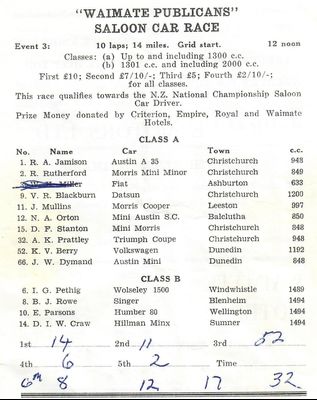 "WAIMATE PUBLICANS"
SALOON CAR RACE
Event 3: 10 laps; 14 miles. Grid start. 12 noon
Classes: (a) Up to and including 1300 c.c.
(b) 1301 c.c. and including 2000 c.c.
First £10; Second £7/10/-; Third £5; Fourth £2/10/-;
for all classes.
This race qualifies towards the N.Z. National Championship Saloon
Car Driver.
Prize Money donated by Criterion, Empire, Royal and Waimate
Hotels.
CLASS A
No. Name Car Town c.c.
1. R. A. Jamison Austin A 35 Christchurch 948
2. R. Rutherford Morris Mini Minor Christchurch 849
Miller Fiat Ashburton 633
9. V. R. Blackburn Datsun Christchurch 1200
11. J. Mullins Morris Cooper Leeston 997
12. N. A. Orton Mini Austin S.C. Balclutha 850
15. D. F. Stanton Mini Morris Christchurch 848
32. A. K. Prattley Triumph Coupe Christchurch 948
52. K. V. Berry Volkswagen Dunedin 1192
66. J. W. Dymand Austin Mini Dunedin 848
CLASS B
6. I. G. Pethig Wolseley 1500 Windwhistle 1489
8. B. J. Rowe Singer Blenheim 1494
10. E. Parsons Humber 80 Wellington 1494
14. D. I. W. Craw Hillman Minx Sumner 1494
1st 14 2nd 11 3rd 52
4th 6 5th 2 Time
6th 8 12 17 32